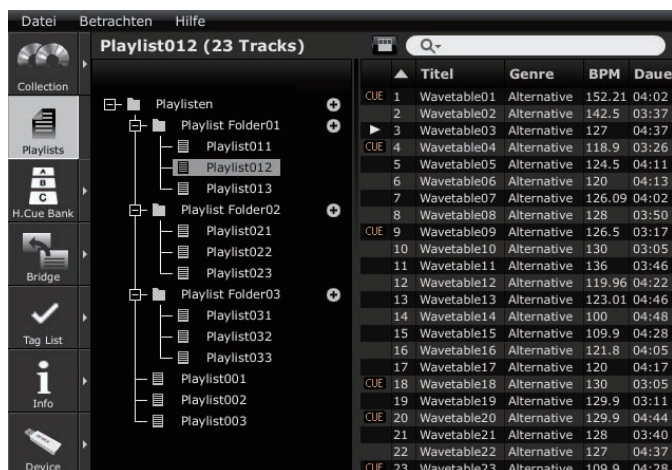 Datei Betrachten Hilfe
Playlist012 (23 Tracks)
Collection
Playlists
A
B
C
H.Cue Bank
Bridge
Tag List
Info
Device
Playlisten
Playlist Folder01
Playlist011
Playlist012
Playlist013
Playlist Folder02
Playlist021
Playlist022
Playlist023
Playlist Folder03
Playlist031
Playlist032
Playlist033
Playlist001
Playlist002
Playlist003
Titel Genre BPM Daue
CUE 1 Wavetable01 Alternative 152.21 04:02
2 Wavetable02 Alternative 142.5 03:37
3 Wavetable03 Alternative 127 04:37
CUE 4 Wavetable04 Alternative 118.9 03:26
5 Wavetable05 Alternative 124.5 04:11
6 Wavetable06 Alternative 120 04:13
7 Wavetable07 Alternative 126.09 04:02
8 Wavetable08 Alternative 128 03:50
CUE 9 Wavetable09 Alternative 126.5 03:17
10 Wavetable10 Alternative 130 03:05
11 Wavetable11 Alternative 136 03:46
12 Wavetable12 Alternative 119.96 04:22
13 Wavetable13 Alternative 123.01 04:46
14 Wavetable14 Alternative 100 04:48
15 Wavetable15 Alternative 109.9 04:28
16 Wavetable16 Alternative 121.8 04:05
17 Wavetable17 Alternative 120 04:17
CUE 18 Wavetable18 Alternative 130 03:05
19 Wavetable19 Alternative 129.9 03:11
CUE 20 Wavetable20 Alternative 129.9 04:44
21 Wavetable21 Alternative 128 03:40
22 Wavetable22 Alternative 127 04:37
CUE 23 Wavetable23 Alternative 109.9 04:28